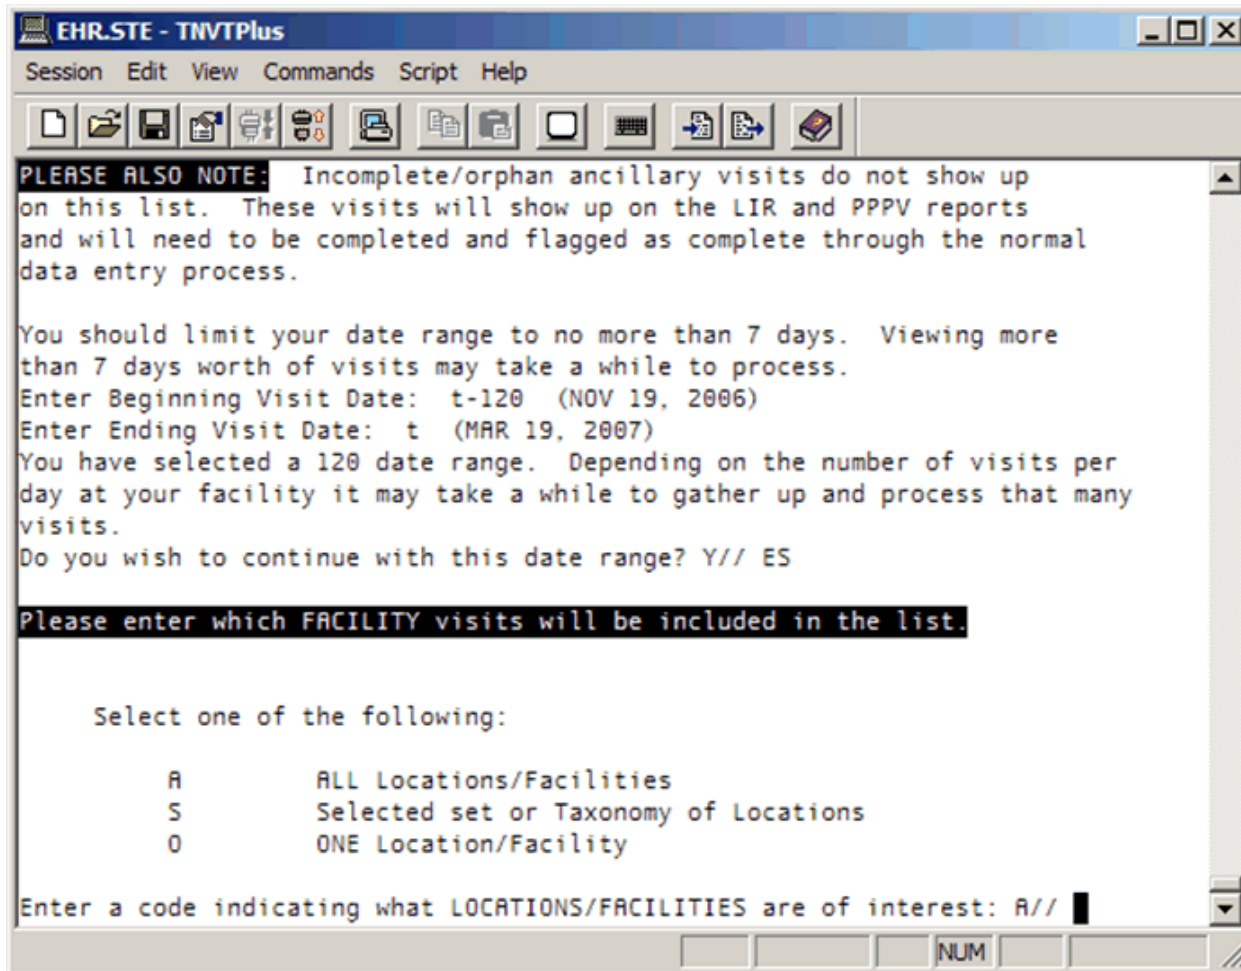 EHR.STE - TNVTPlus
Session Edit View Commands Script Help
PLEASE ALSO NOTE:  Incomplete/orphan ancillary visits do not show up
on this list.  These visits will show up on the LIR and PPPV reports
and will need to be completed and flagged as complete through the normal
data entry process.
You should limit your date range to no more than 7 days.  Viewing more
than 7 days worth of visits may take a while to process.
Enter Beginning Visit Date:  t-120  (NOV 19, 2006)
Enter Ending Visit Date:  t  (MAR 19, 2007)
You have selected a 120 date range.  Depending on the number of visits per
day at your facility it may take a while to gather up and process that many
visits.
Do you wish to continue with this date range? Y// ES
Please enter which FACILITY visits will be included in the list.
Select one of the following:
A         ALL Locations/Facilities
S         Selected set or Taxonomy of Locations
O         ONE Location/Facility
Enter a code indicating what LOCATIONS/FACILITIES are of interest: A//
NUM